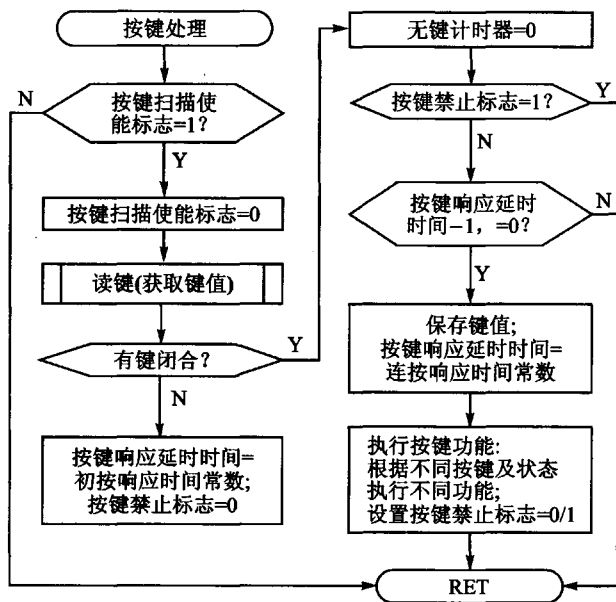 按键处理
N
按键扫描使
能标志=1?
Y
按键扫描使能标志=0
读键(获取键值)
有键闭合?
Y
N
按键响应延时时间=
初按响应时间常数;
按键禁止标志=0
无键计时器=0
按键禁止标志=1?
Y
N
按键响应延时
时间-1，=0?
N
Y
保存键值;
按键响应延时时间=
连按响应时间常数
执行按键功能:
根据不同按键及状态
执行不同功能;
设置按键禁止标志=0/1
RET